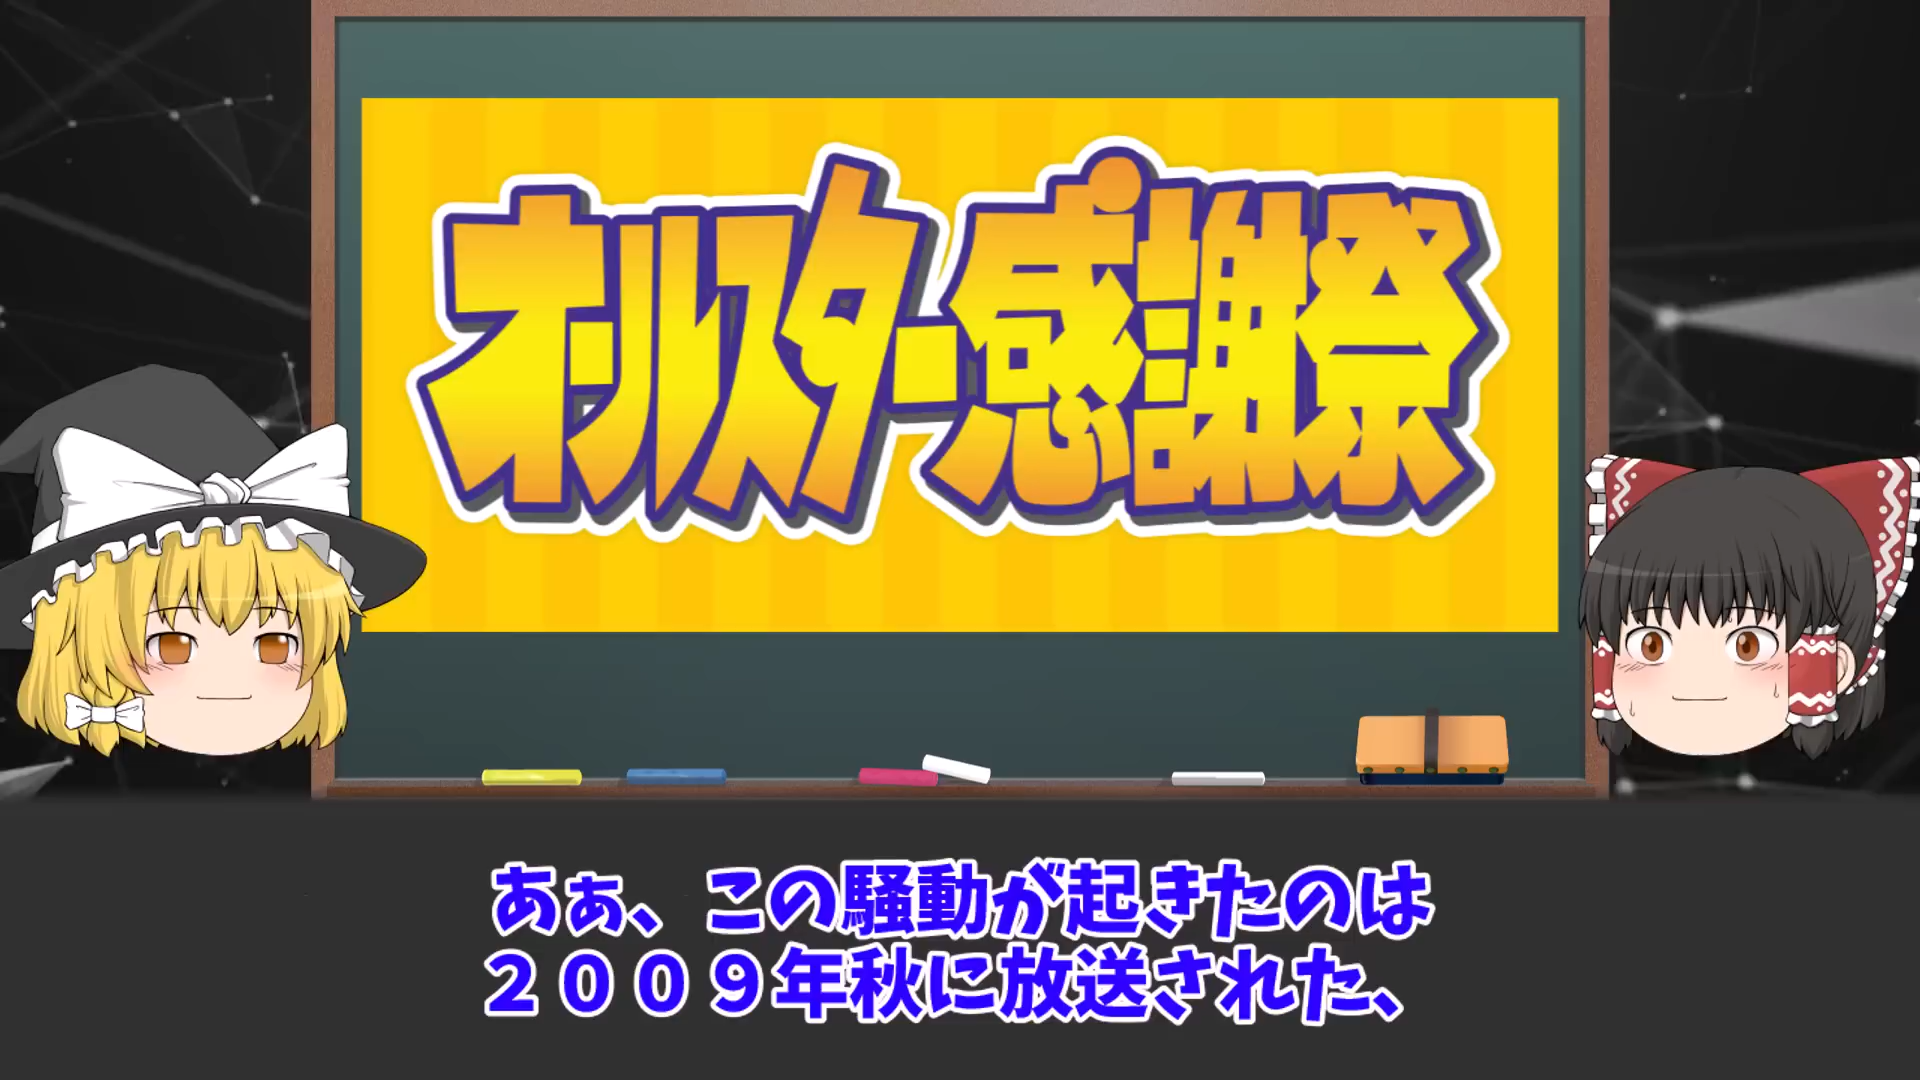 オールスター感謝祭
あぁ、この騒動が起きたのは
２００９年秋に放送された、